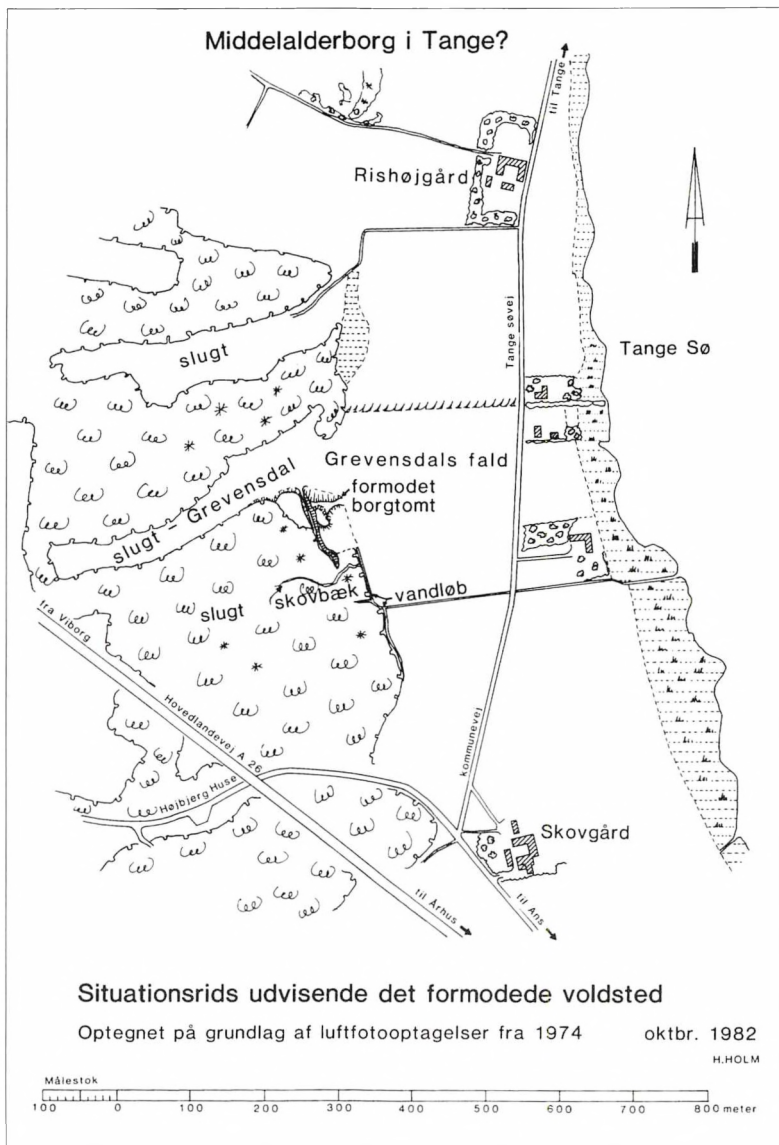 Middelalderborg i Tange?
til Tange
Rishøjgård
Tange søvej
Tange Sø
slugt
Grevensdals fald
slugt - Grevensdal
formodet
borgtomt
slugt
skovbæk
vandløb
fra Viborg
Hovedlandevej A 26
kommunevej
Højbjerg Huse
Skovgård
til Århus
til Ans
Situationsrids udvisende det formodede voldsted
Optegnet på grundlag af luftfotooptagelser fra 1974 oktbr. 1982
H.HOLM
Målestok
100 0 100 200 300 400 500 600 700 800 meter